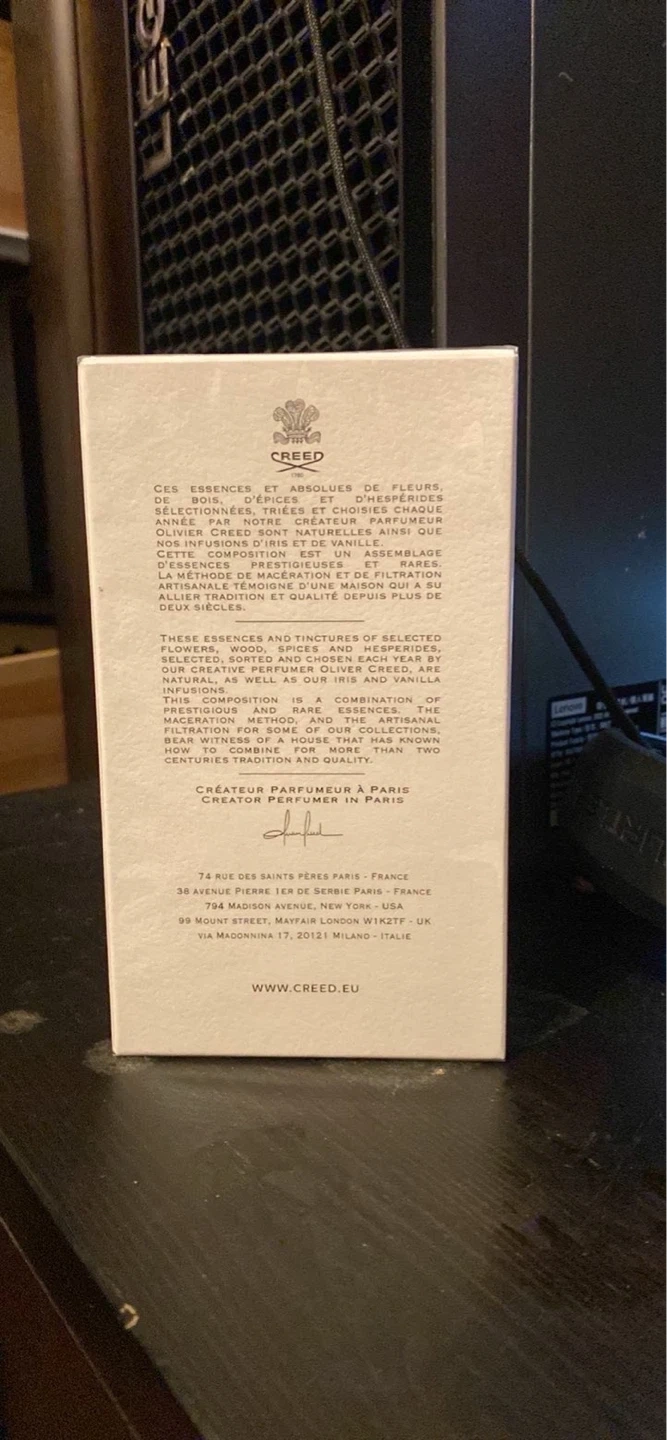 LEG
CREED
1760
CES ESSENCES ET ABSOLUES DE FLEURS,
DE BOIS, D'ÉPICES ET D'HESPÉRIDES
SÉLECTIONNÉES, TRIÉES ET CHOISIES CHAQUE
ANNÉE PAR NOTRE CRÉATEUR PARFUMEUR
OLIVIER CREED SONT NATURELLES AINSI QUE
NOS INFUSIONS D'IRIS ET DE VANILLE.
CETTE COMPOSITION EST UN ASSEMBLAGE
D'ESSENCES PRESTIGIEUSES ET RARES.
LA MÉTHODE DE MACÉRATION ET DE FILTRATION
ARTISANALE TÉMOIGNE D'UNE MAISON QUI A SU
ALLIER TRADITION ET QUALITÉ DEPUIS PLUS DE
DEUX SIÈCLES.
THESE ESSENCES AND TINCTURES OF SELECTED
FLOWERS, WOOD, SPICES AND HESPERIDES,
SELECTED, SORTED AND CHOSEN EACH YEAR BY
OUR CREATIVE PERFUMER OLIVER CREED, ARE
NATURAL, AS WELL AS OUR IRIS AND VANILLA
INFUSIONS.
THIS COMPOSITION IS A COMBINATION OF
PRESTIGIOUS AND RARE ESSENCES. THE
MACERATION METHOD, AND THE ARTISANAL
FILTRATION FOR SOME OF OUR COLLECTIONS,
BEAR WITNESS OF A HOUSE THAT HAS KNOWN
HOW TO COMBINE FOR MORE THAN TWO
CENTURIES TRADITION AND QUALITY.
CRÉATEUR PARFUMEUR À PARIS
CREATOR PERFUMER IN PARIS
74 RUE DES SAINTS PÈRES PARIS - FRANCE
38 AVENUE PIERRE 1ER DE SERBIE PARIS - FRANCE
794 MADISON AVENUE, NEW YORK - USA
99 MOUNT STREET, MAYFAIR LONDON W1K2TF - UK
VIA MADONNINA 17, 20121 MILANO - ITALIE
WWW.CREED.EU
Lenovo